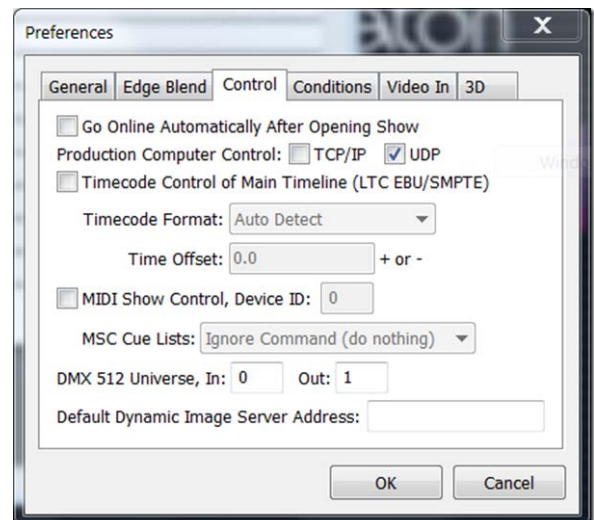 Preferences
X
General Edge Blend Control Conditions Video In 3D
Go Online Automatically After Opening Show
Production Computer Control: TCP/IP UDP
Timecode Control of Main Timeline (LTC EBU/SMPTE)
Timecode Format: Auto Detect
Time Offset: 0.0 + or -
MIDI Show Control, Device ID: 0
MSC Cue Lists: Ignore Command (do nothing)
DMX 512 Universe, In: 0 Out: 1
Default Dynamic Image Server Address:
OK Cancel